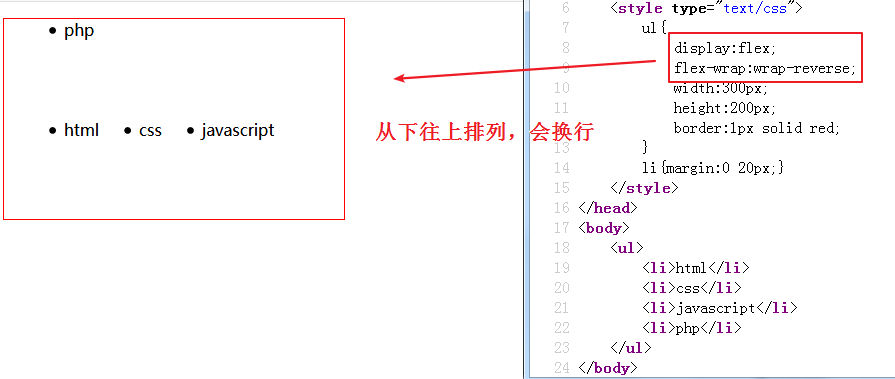 php
html css javascript
从下往上排列，会换行
6 <style type="text/css">
7 ul{
8 display:flex;
9 flex-wrap:wrap-reverse;
10 width:300px;
11 height:200px;
12 border:1px solid red;
13 }
14 li{margin:0 20px;}
15 </style>
16 </head>
17 <body>
18 <ul>
19 <li>html</li>
20 <li>css</li>
21 <li>javascript</li>
22 <li>php</li>
23 </ul>
24 </body>